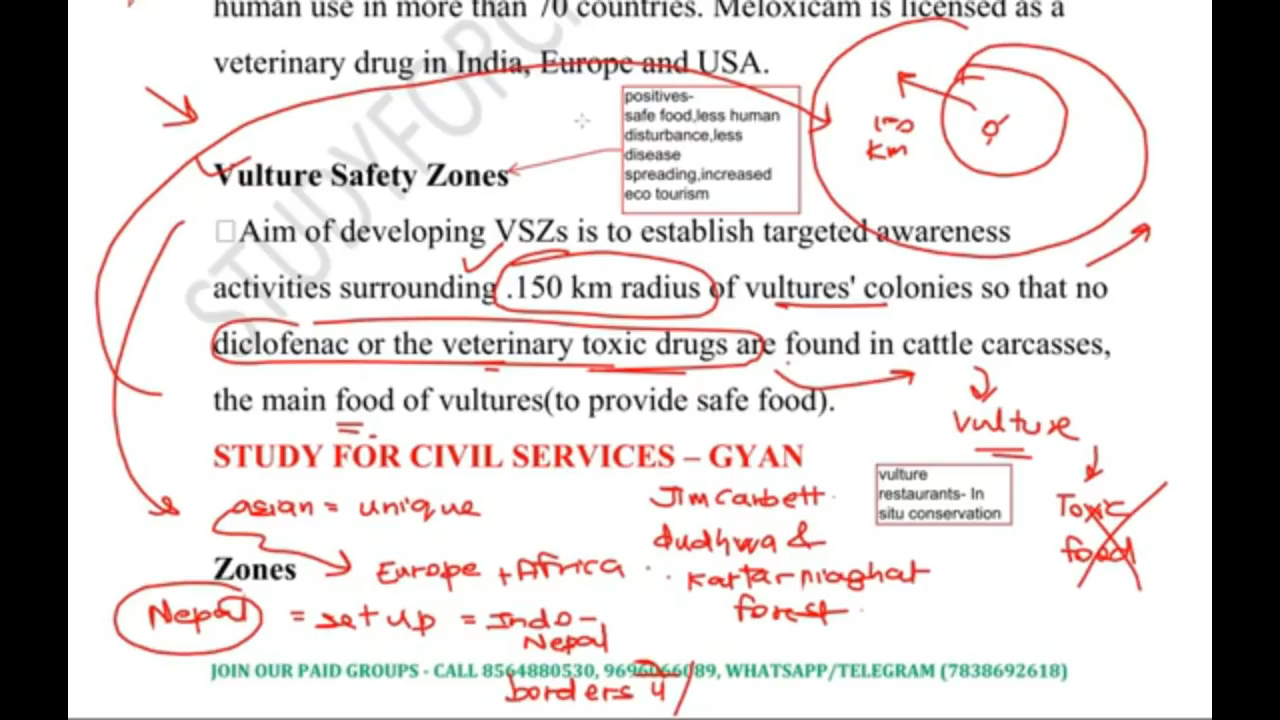 human use in more than 70 countries. Meloxicam is licensed as a
veterinary drug in India, Europe and USA.
positives-
safe food,less human
disturbance,less
disease
spreading,increased
eco tourism
150
km
Vulture Safety Zones
Aim of developing VSZs is to establish targeted awareness
activities surrounding .150 km radius of vultures' colonies so that no
diclofenac or the veterinary toxic drugs are found in cattle carcasses,
the main food of vultures(to provide safe food).
vulture
Toxic
food
STUDY FOR CIVIL SERVICES – GYAN
vulture
restaurants- In
situ conservation
asian = unique
Jim Carbett
dudhwa &
Kartarniaghat
forest
Zones
Europe + Africa
Nepal = set up = Indo-
Nepal
borders
JOIN OUR PAID GROUPS - CALL 8564880530, 9696066089, WHATSAPP/TELEGRAM (7838692618)
STUDYFORC